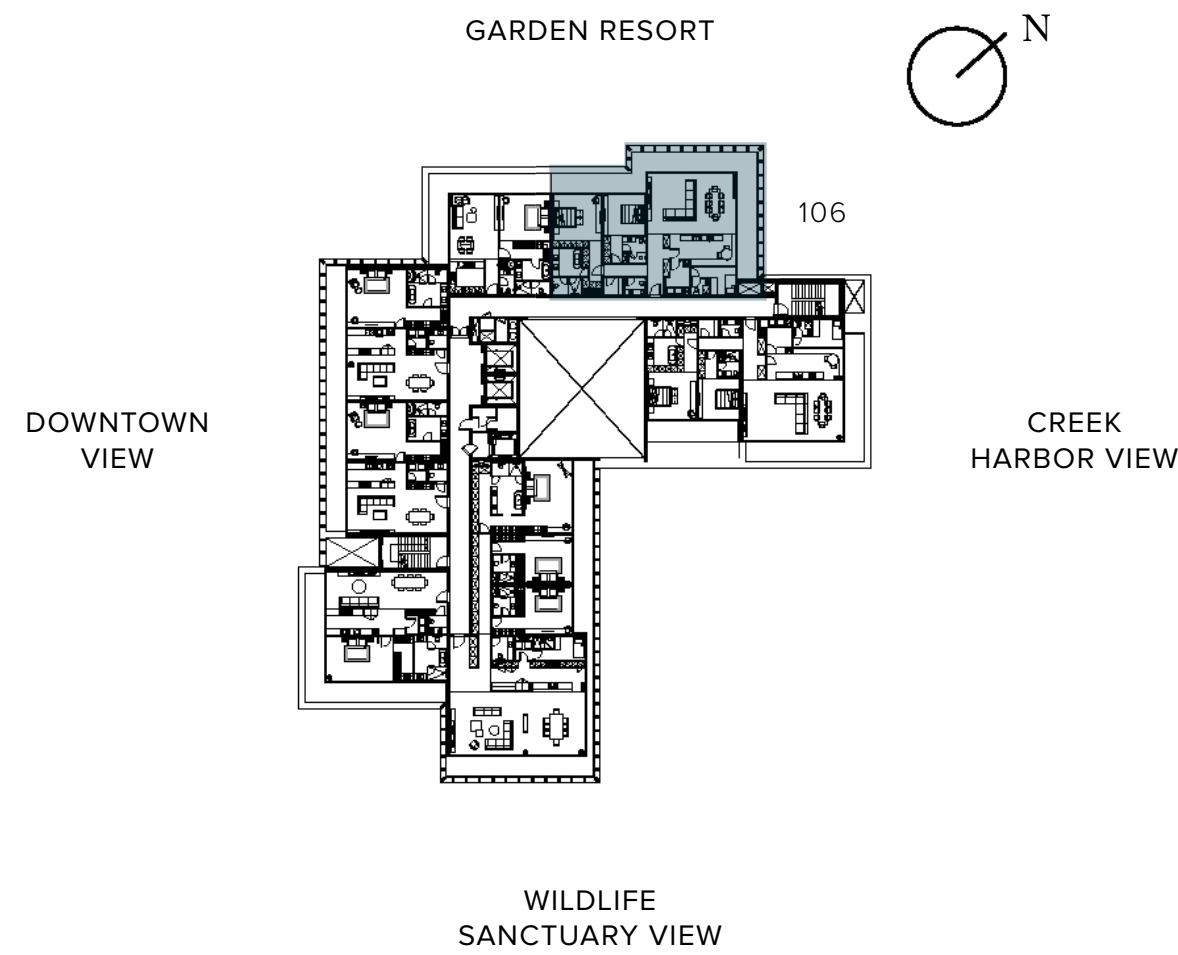 GARDEN RESORT
N
106
DOWNTOWN
VIEW
CREEK
HARBOR VIEW
WILDLIFE
SANCTUARY VIEW